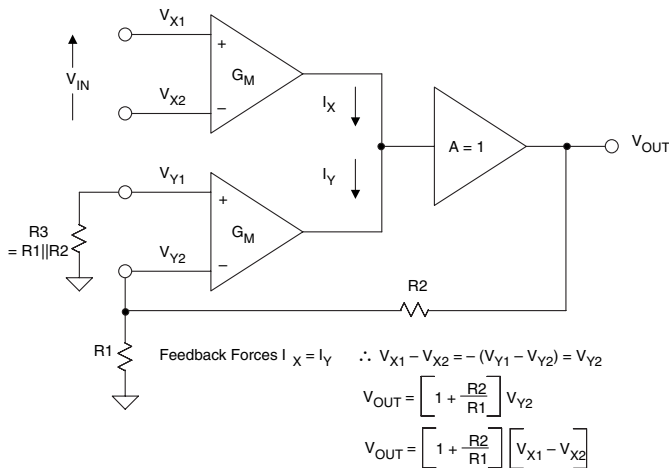 V_X1
+
V_IN
G_M
V_X2
−
I_X
A = 1
V_OUT
I_Y
V_Y1
+
R3
= R1||R2
G_M
V_Y2
−
R2
R1
Feedback Forces I_X = I_Y ∴ V_X1 – V_X2 = – (V_Y1 – V_Y2) = V_Y2
V_OUT = [1 + R2/R1] V_Y2
V_OUT = [1 + R2/R1] [V_X1 – V_X2]